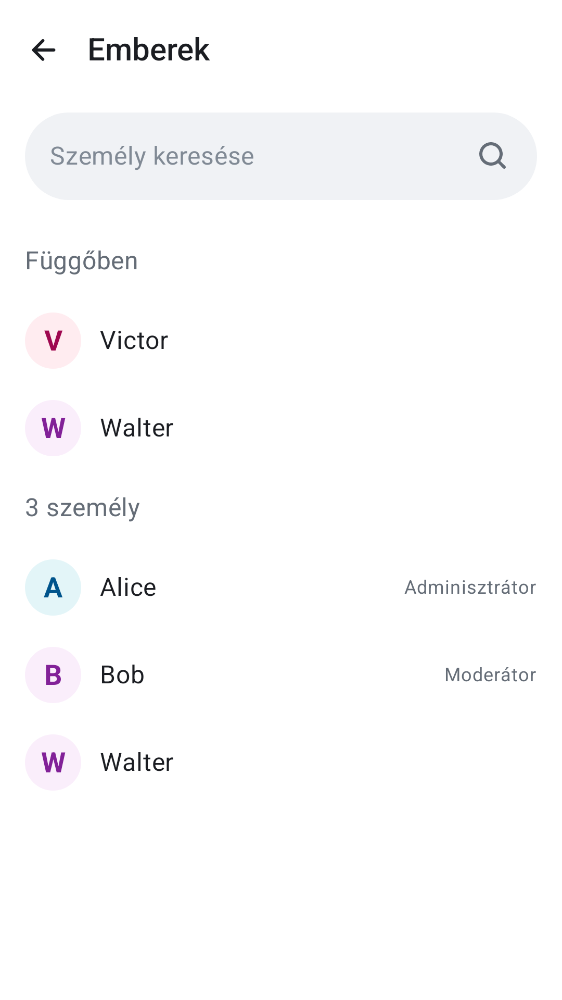 Emberek
Személy keresése
Függőben
V Victor
W Walter
3 személy
A Alice Adminisztrátor
B Bob Moderátor
W Walter